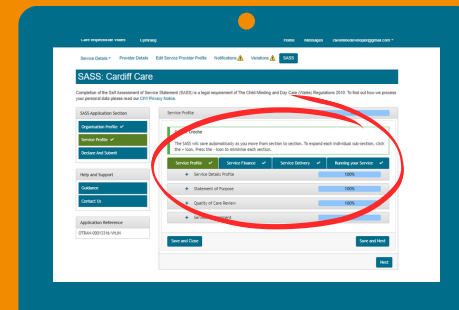 Care Inspectorate Wales Cymraeg Home Messages
Service Details Provider Details Edit Service Provider Profile Notifications Variations SASS
SASS: Cardiff Care
Completion of the Self Assessment of Service Statement (SASS) is a legal requirement of The Child Minding and Day Care (Wales) Regulations 2010. To find out how we process
your personal data please read our CIW Privacy Notice.
SASS Application Section
Organisation Profile
Service Profile
Declare And Submit
Help and Support
Guidance
Contact Us
Application Reference
Service Profile
Creche
The SASS will save automatically as you move from section to section. To expand each individual sub-section, click
the + icon. Press the - icon to minimise each section.
Service Profile Service Finance Service Delivery Running your Service
+ Service Details Profile 100%
+ Statement of Purpose
+ Quality of Care Review 100%
+
Save and Close Save and Next
Next